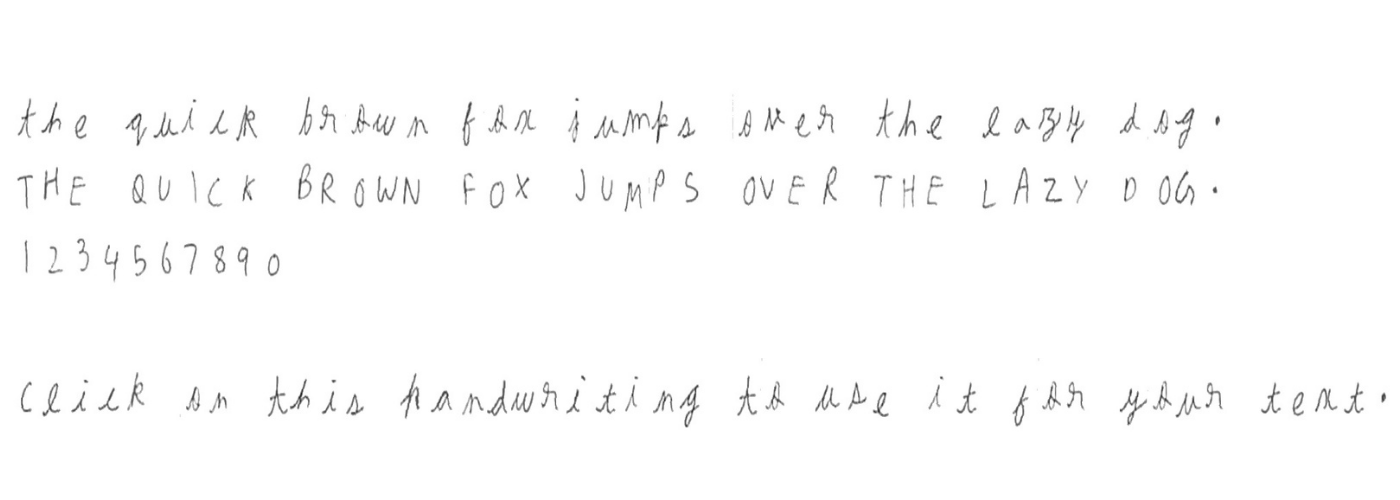 the quick brown fox jumps over the lazy dog.
THE QUICK BROWN FOX JUMPS OVER THE LAZY DOG.
1234567890
Click on this handwriting to use it for your text.